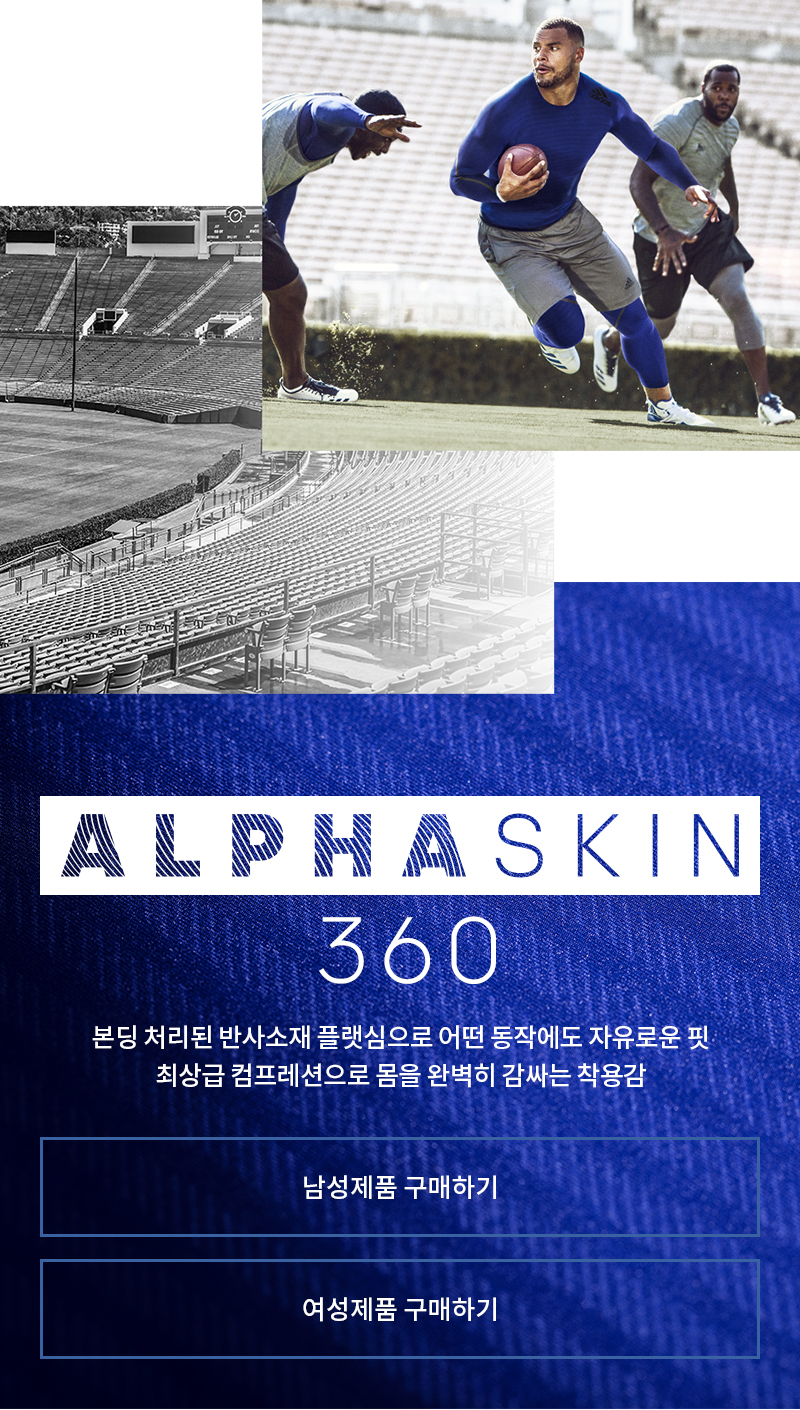 ALPHASKIN
360
본딩 처리된 반사소재 플랫심으로 어떤 동작에도 자유로운 핏
최상급 컴프레션으로 몸을 완벽히 감싸는 착용감
남성제품 구매하기
여성제품 구매하기